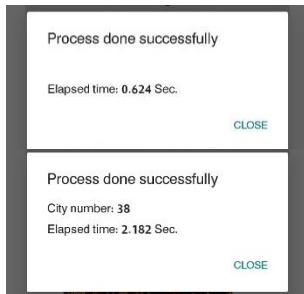 Process done successfully
Elapsed time: 0.624 Sec.
CLOSE
Process done successfully
City number: 38
Elapsed time: 2.182 Sec.
CLOSE